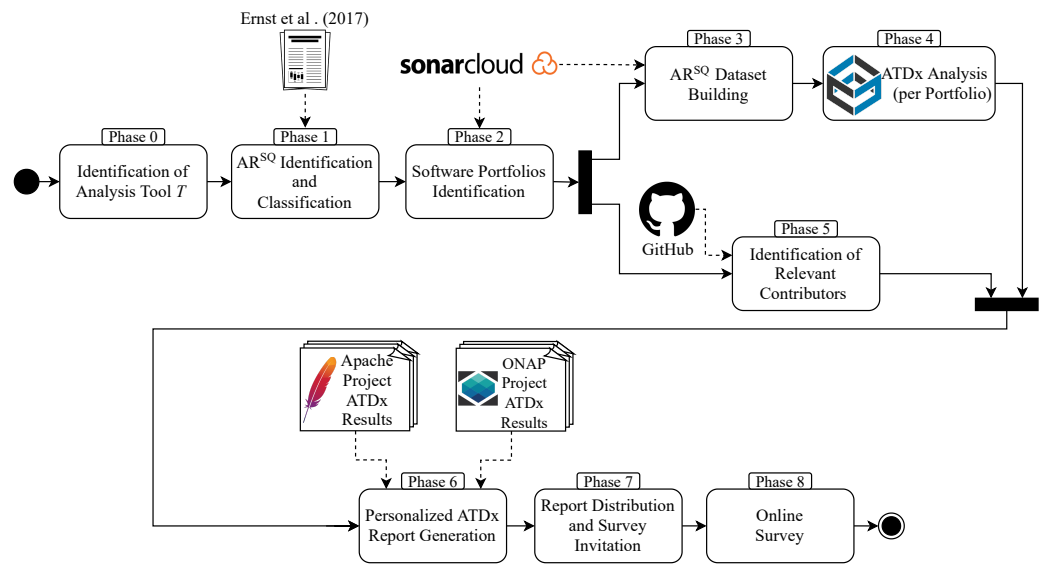 Ernst et al . (2017)
sonarcloud
Phase 0
Identification of
Analysis Tool T
Phase 1
AR^SQ Identification
and
Classification
Phase 2
Software Portfolios
Identification
Phase 3
AR^SQ Dataset
Building
Phase 4
ATDx Analysis
(per Portfolio)
GitHub
Phase 5
Identification of
Relevant
Contributors
Apache
Project
ATDx
Results
ONAP
Project
ATDx
Results
Phase 6
Personalized ATDx
Report Generation
Phase 7
Report Distribution
and Survey
Invitation
Phase 8
Online
Survey